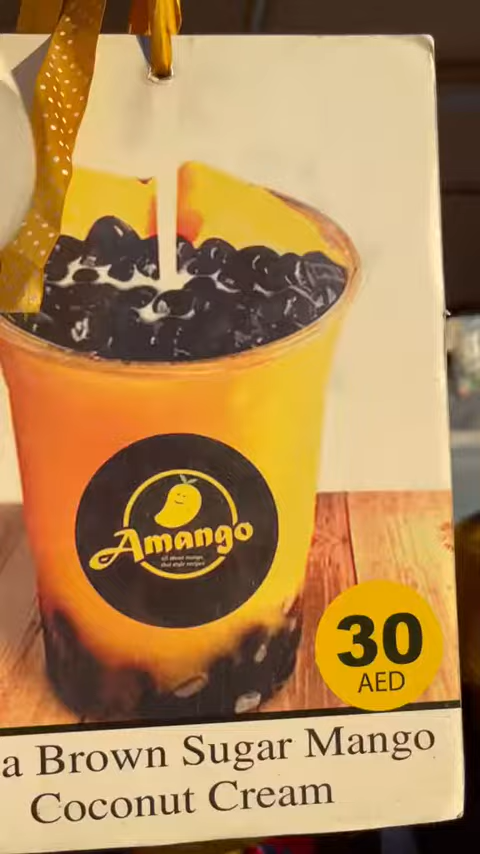 Amango
all about mango,
thai style recipes
30
AED
a Brown Sugar Mango
Coconut Cream